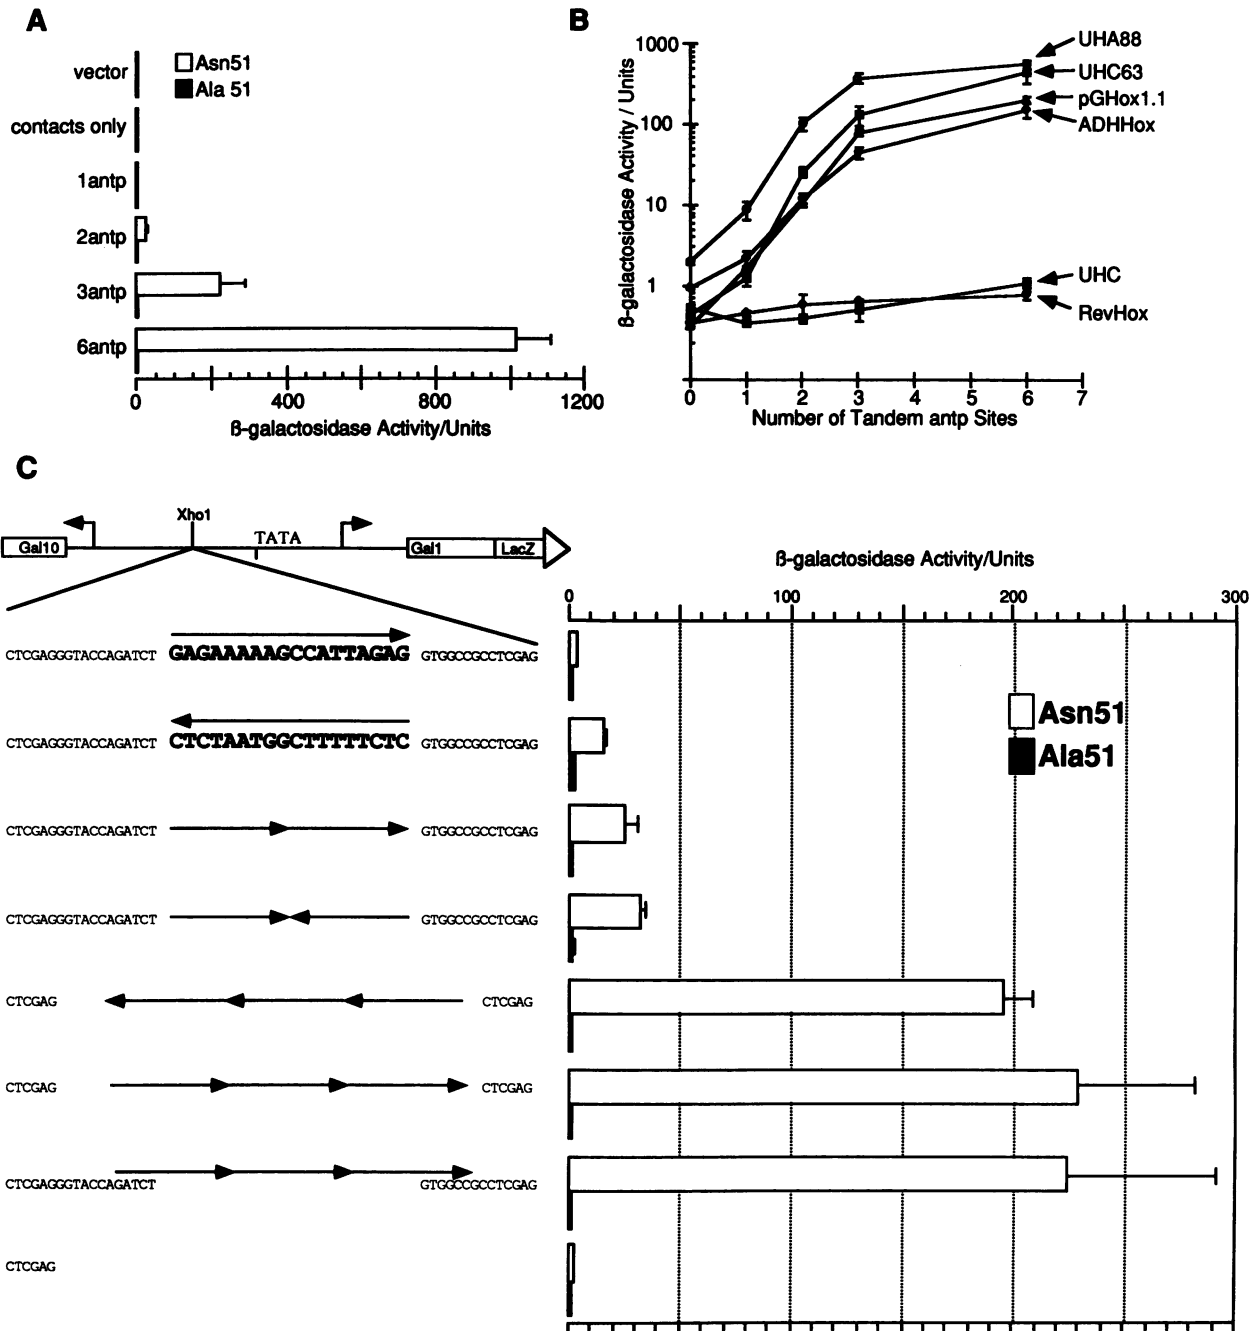 A
B
Asn51
Ala 51
vector
contacts only
1antp
2antp
3antp
6antp
0
400
800
1200
ß-galactosidase Activity/Units
ß-galactosidase Activity / Units
1000
100
10
1
0
1
2
3
4
5
6
7
Number of Tandem antp Sites
UHA88
UHC63
pGHox1.1
ADHHox
UHC
RevHox
C
Xho1
TATA
Gal10
Gal1
LacZ
ß-galactosidase Activity/Units
0
100
200
300
Asn51
Ala51
CTCGAGGGTACCAGATCT GAGAAAAAGCCATTAGAG GTGGCCGCCTCGAG
CTCGAGGGTACCAGATCT CTCTAATGGCTTTTTCTC GTGGCCGCCTCGAG
CTCGAGGGTACCAGATCT GTGGCCGCCTCGAG
CTCGAGGGTACCAGATCT GTGGCCGCCTCGAG
CTCGAG CTCGAG
CTCGAG CTCGAG
CTCGAGGGTACCAGATCT GTGGCCGCCTCGAG
CTCGAG